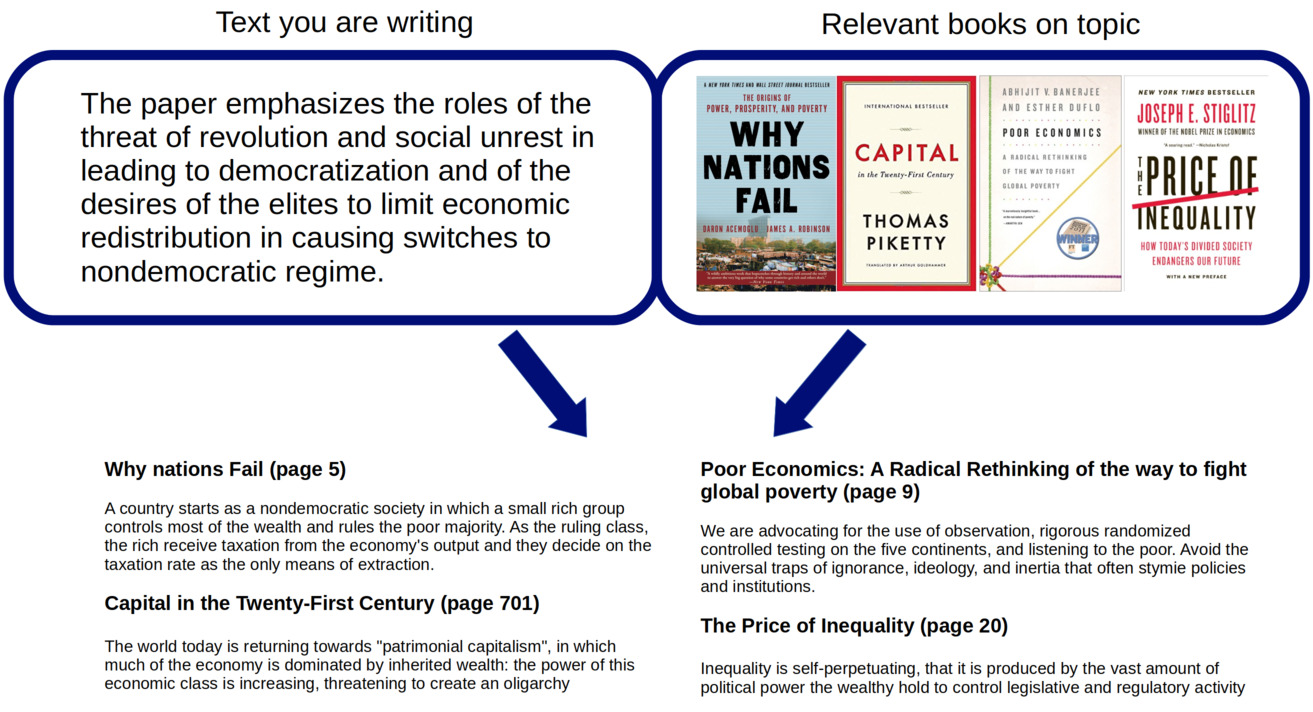 Text you are writing
Relevant books on topic
The paper emphasizes the roles of the
threat of revolution and social unrest in
leading to democratization and of the
desires of the elites to limit economic
redistribution in causing switches to
nondemocratic regime.
A NEW YORK TIMES AND WALL STREET JOURNAL BESTSELLER
THE ORIGINS OF
POWER, PROSPERITY, AND POVERTY
WHY
NATIONS
FAIL
DARON ACEMOGLU JAMES A. ROBINSON
INTERNATIONAL BESTSELLER
CAPITAL
in the Twenty-First Century
THOMAS
PIKETTY
TRANSLATED BY ARTHUR GOLDHAMMER
ABHIJIT V. BANERJEE
AND ESTHER DUFLO
POOR ECONOMICS
A RADICAL RETHINKING
OF THE WAY TO FIGHT
GLOBAL POVERTY
WINNER
NEW YORK TIMES BESTSELLER
JOSEPH E. STIGLITZ
WINNER OF THE NOBEL PRIZE IN ECONOMICS
"A searing read." —Nicholas Kristof
THE PRICE OF
INEQUALITY
HOW TODAY'S DIVIDED SOCIETY
ENDANGERS OUR FUTURE
WITH A NEW PREFACE
Why nations Fail (page 5)
A country starts as a nondemocratic society in which a small rich group
controls most of the wealth and rules the poor majority. As the ruling class,
the rich receive taxation from the economy's output and they decide on the
taxation rate as the only means of extraction.
Capital in the Twenty-First Century (page 701)
The world today is returning towards "patrimonial capitalism", in which
much of the economy is dominated by inherited wealth: the power of this
economic class is increasing, threatening to create an oligarchy
Poor Economics: A Radical Rethinking of the way to fight
global poverty (page 9)
We are advocating for the use of observation, rigorous randomized
controlled testing on the five continents, and listening to the poor. Avoid the
universal traps of ignorance, ideology, and inertia that often stymie policies
and institutions.
The Price of Inequality (page 20)
Inequality is self-perpetuating, that it is produced by the vast amount of
political power the wealthy hold to control legislative and regulatory activity